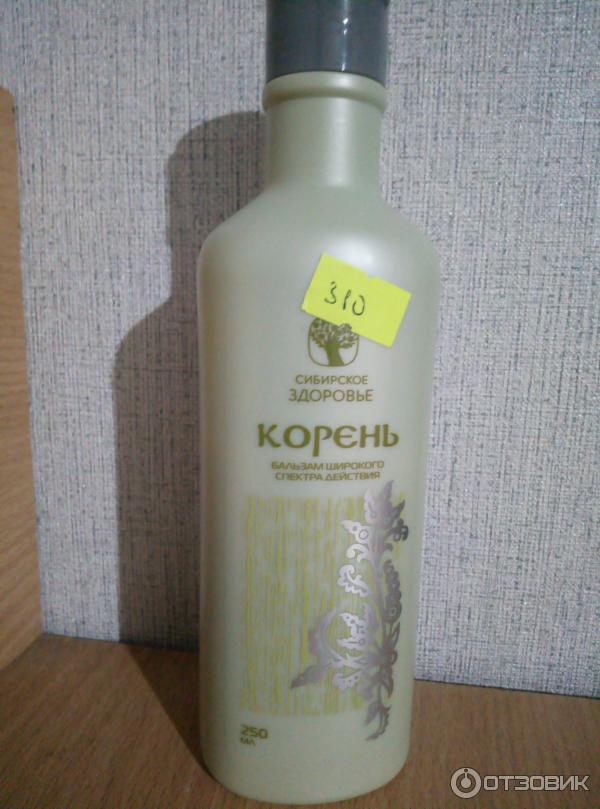 310
СИБИРСКОЕ
ЗДОРОВЬЕ
КОРЕНЬ
БАЛЬЗАМ ШИРОКОГО
СПЕКТРА ДЕЙСТВИЯ
250
МЛ
ОТЗОВИК